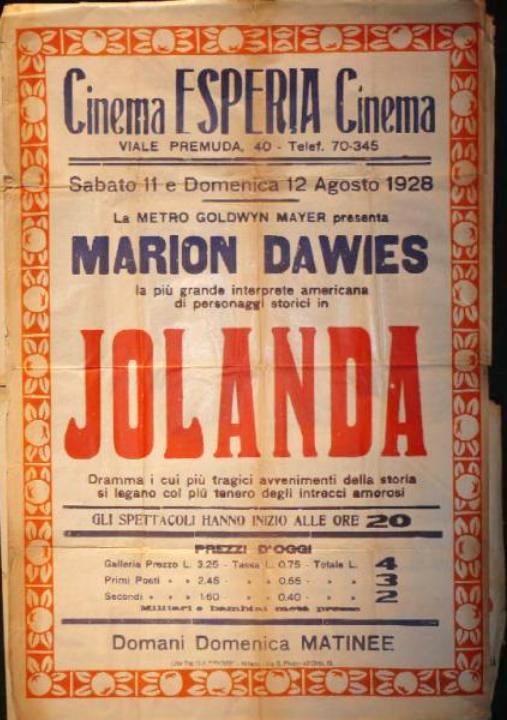 Cinema ESPERIA Cinema
VIALE PREMUDA, 40 - Telef. 70-345
Sabato 11 e Domenica 12 Agosto 1928
La METRO GOLDWYN MAYER presenta
MARION DAWIES
la più grande interprete americana
di personaggi storici in
JOLANDA
Dramma i cui più tragici avvenimenti della storia
si legano col più tenero degli intrecci amorosi
GLI SPETTACOLI HANNO INIZIO ALLE ORE 20
PREZZI D'OGGI
Galleria Prezzo L. 3.25 - Tassa L. 0.75 - Totale L. 4
Primi Posti » » 2.45 - » » 0.55 - » » 3
Secondi » » » 1.60 - » » 0.40 - » » 2
Militari e bambini metà prezzo
Domani Domenica MATINEE